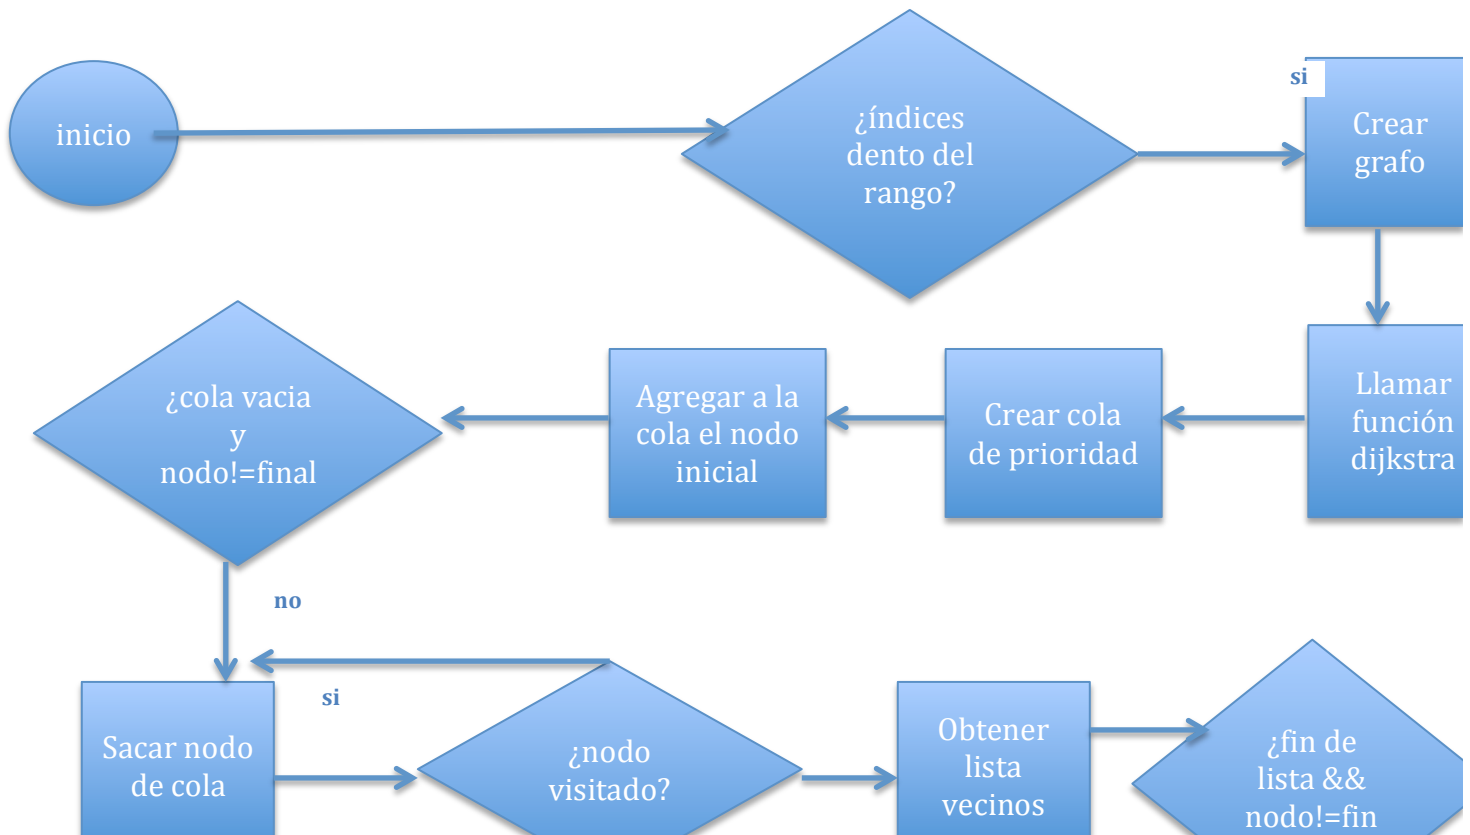 inicio
¿índices
dento del
rango?
si
Crear
grafo
Llamar
función
dijkstra
Crear cola
de prioridad
Agregar a la
cola el nodo
inicial
¿cola vacia
y
nodo!=final
no
si
Sacar nodo
de cola
¿nodo
visitado?
Obtener
lista
vecinos
¿fin de
lista &&
nodo!=fin